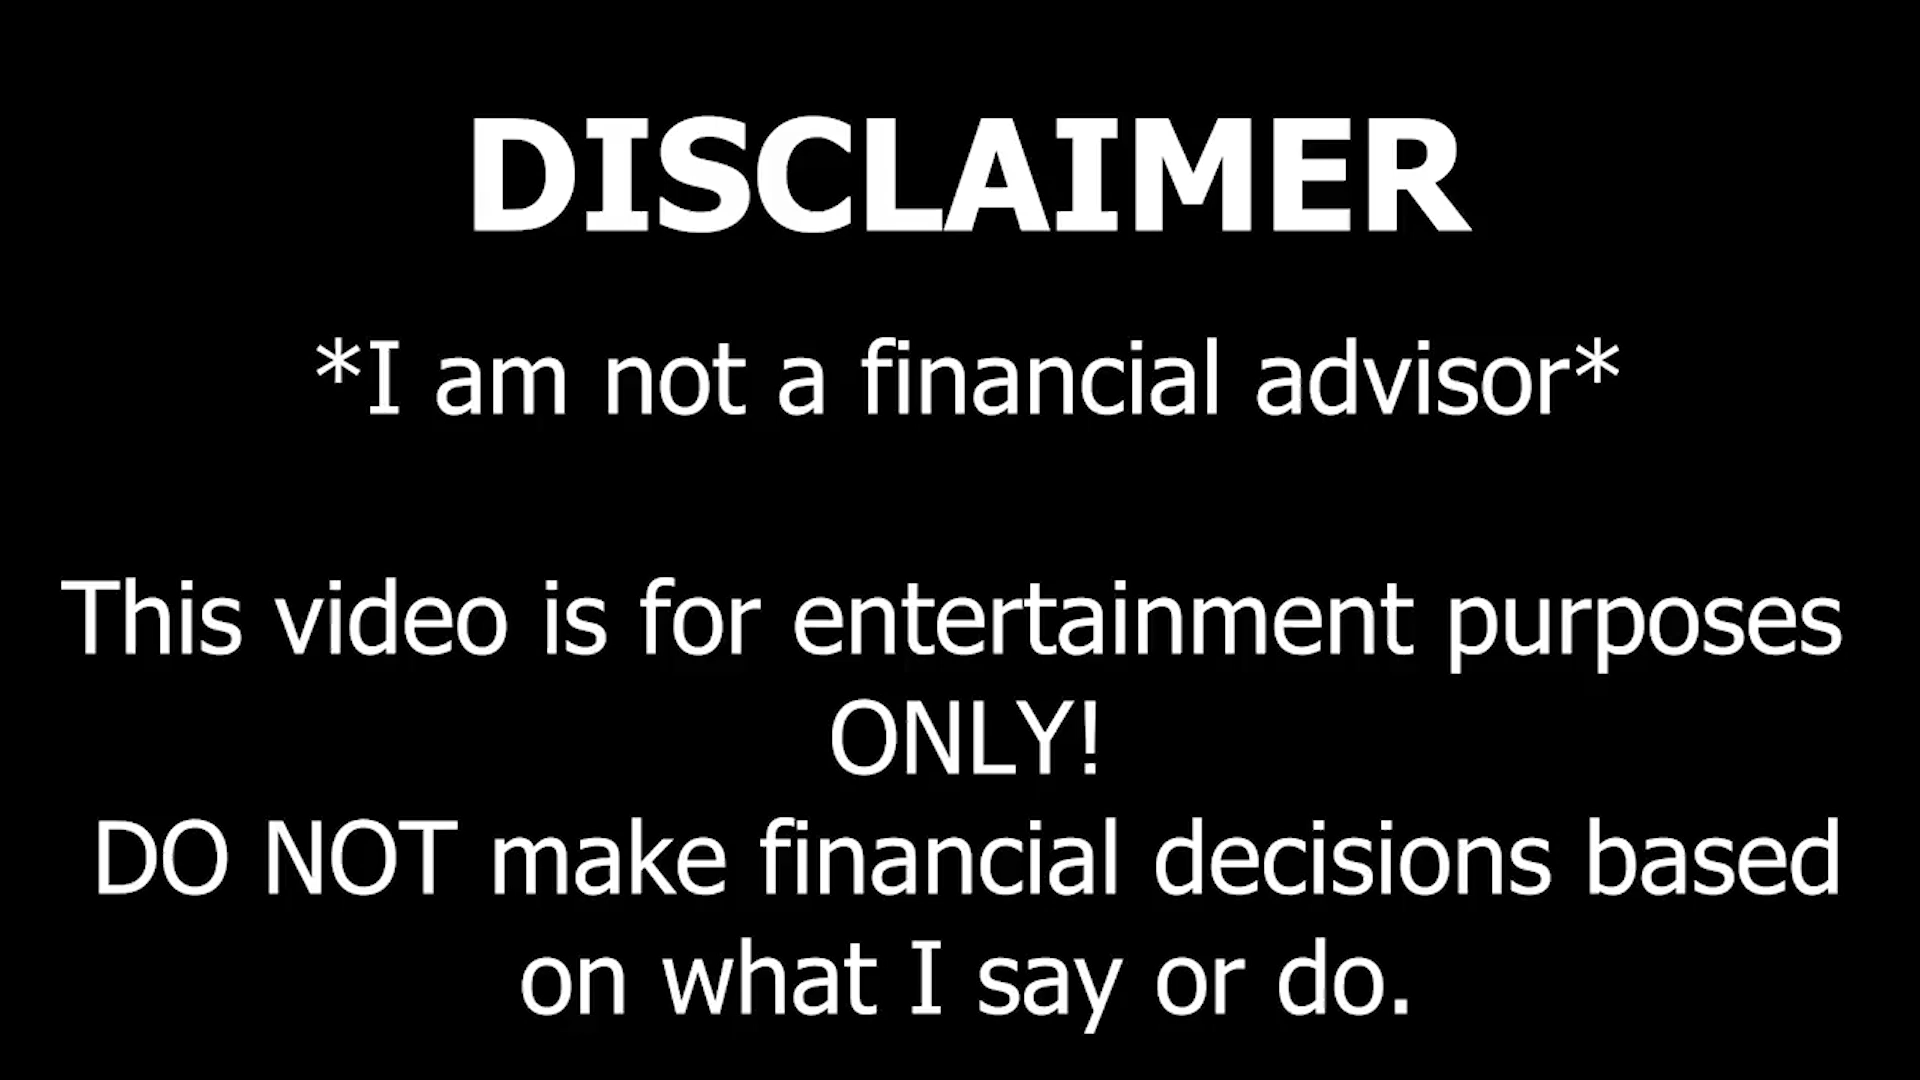 DISCLAIMER
*I am not a financial advisor*
This video is for entertainment purposes
ONLY!
DO NOT make financial decisions based
on what I say or do.